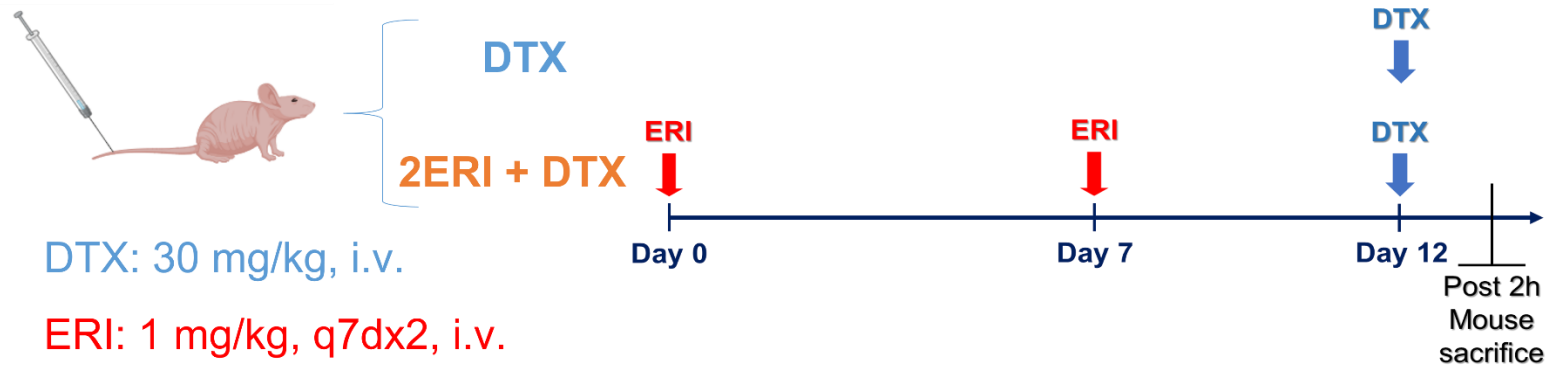 DTX
DTX
ERI
ERI
DTX
2ERI + DTX
Day 0
Day 7
Day 12
DTX: 30 mg/kg, i.v.
Post 2h
Mouse
sacrifice
ERI: 1 mg/kg, q7dx2, i.v.